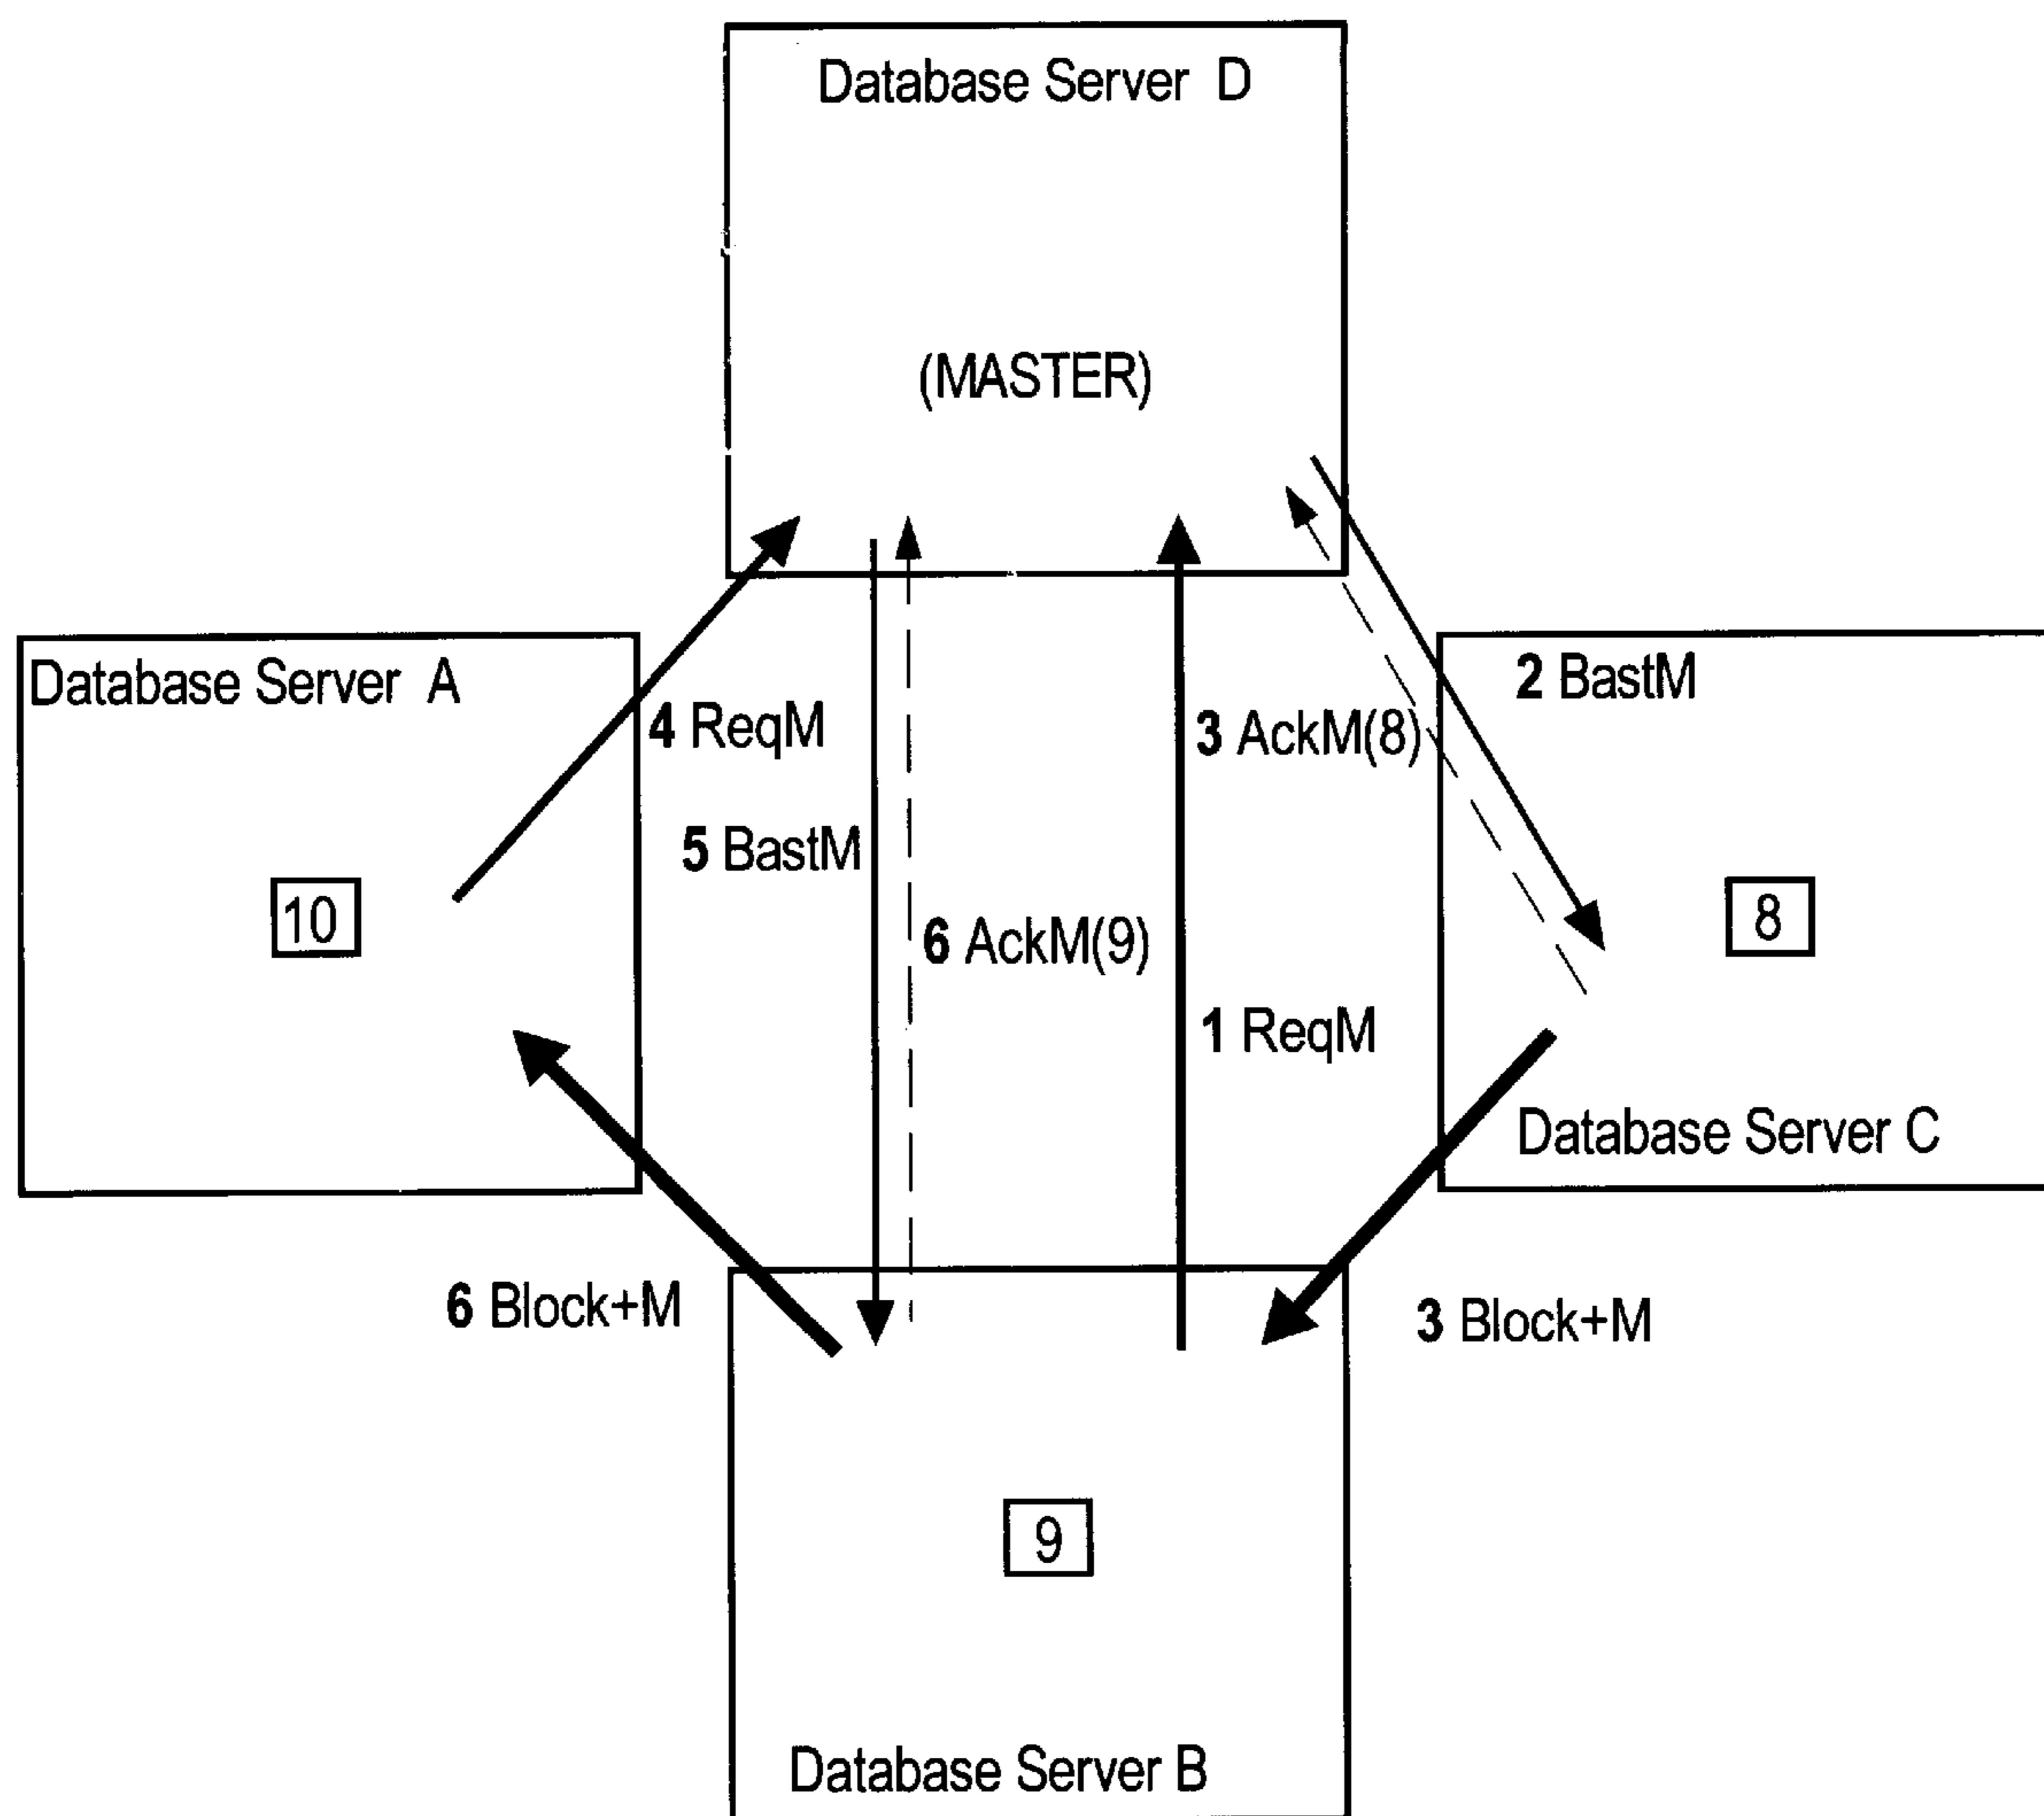 Database Server D
(MASTER)
Database Server A
2 BastM
4 ReqM
3 AckM(8)
5 BastM
10
8
6 AckM(9)
1 ReqM
Database Server C
6 Block+M
3 Block+M
9
Database Server B